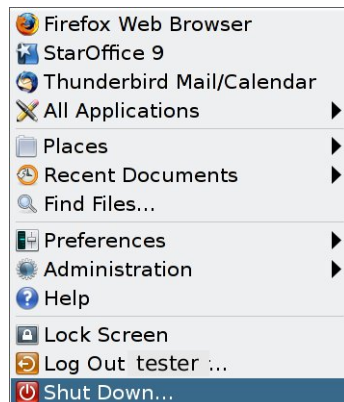 Firefox Web Browser
StarOffice 9
Thunderbird Mail/Calendar
All Applications
Places
Recent Documents
Find Files...
Preferences
Administration
Help
Lock Screen
Log Out tester ...
Shut Down...